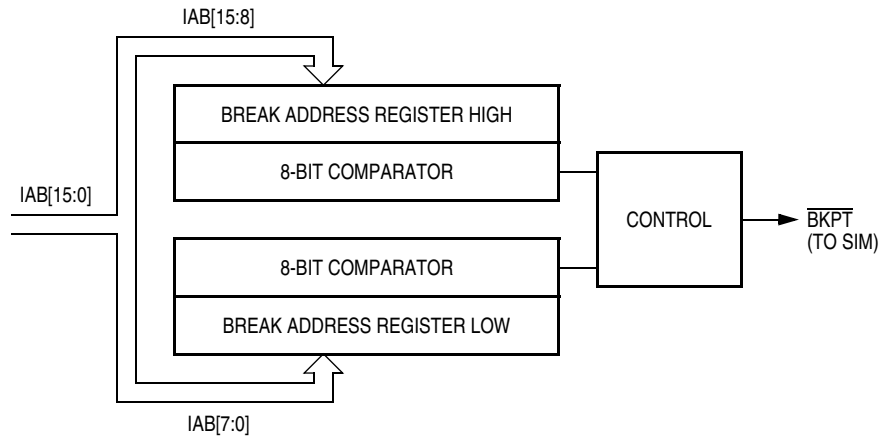 IAB[15:8]
BREAK ADDRESS REGISTER HIGH
8-BIT COMPARATOR
IAB[15:0]
CONTROL
BKPT
(TO SIM)
8-BIT COMPARATOR
BREAK ADDRESS REGISTER LOW
IAB[7:0]